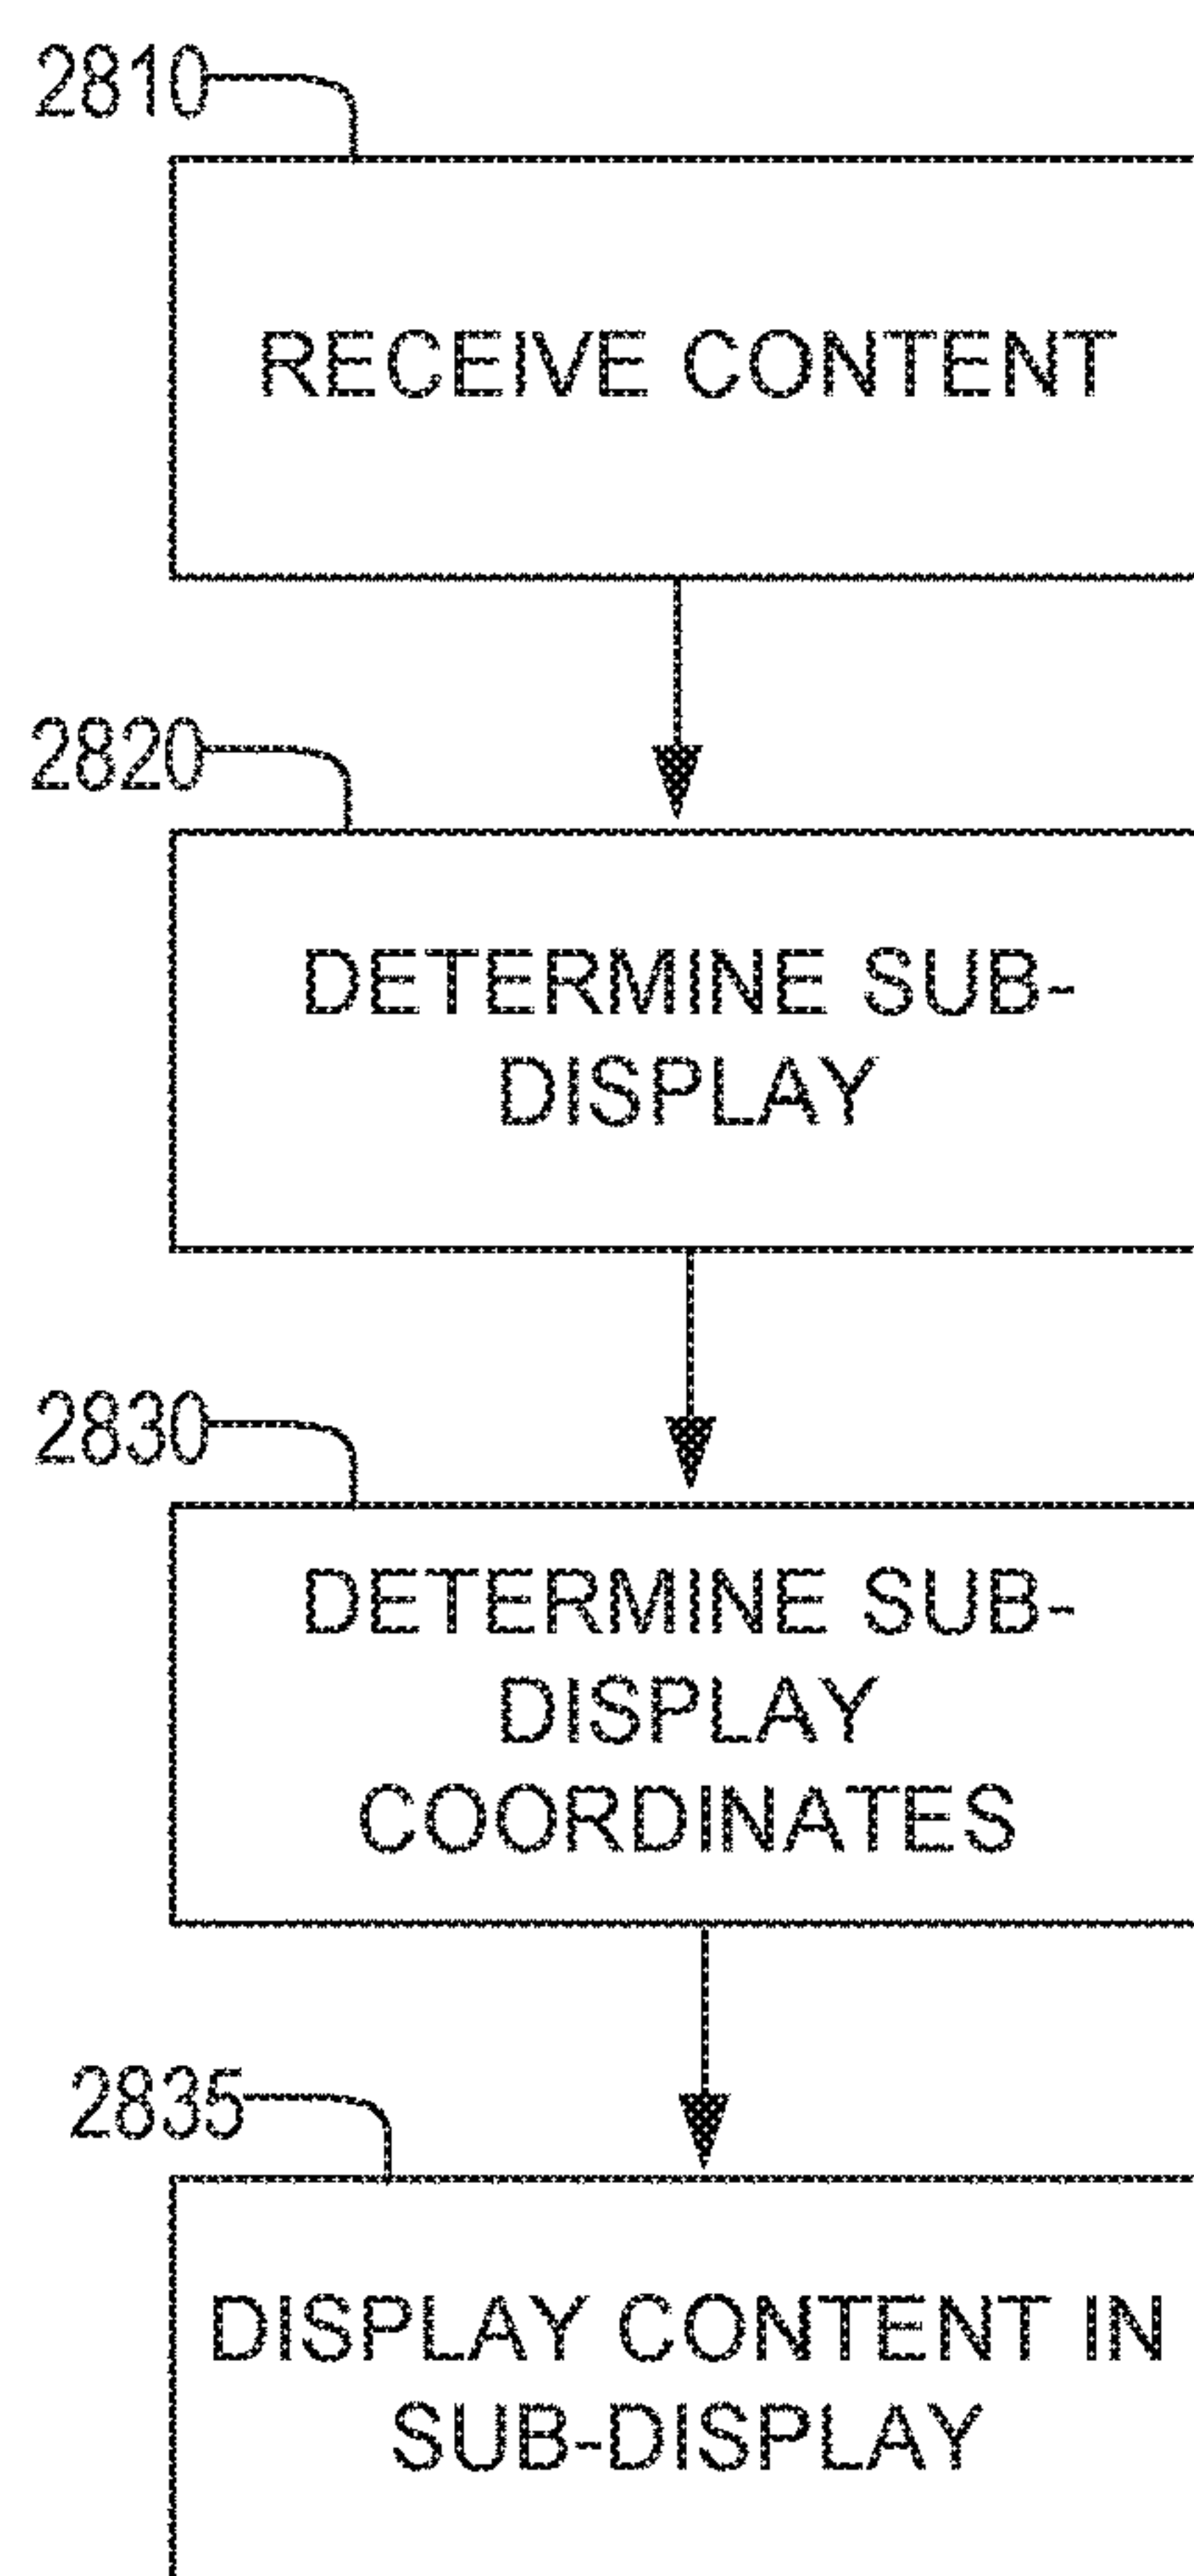 2810
RECEIVE CONTENT
2820
DETERMINE SUB-
DISPLAY
2830
DETERMINE SUB-
DISPLAY
COORDINATES
2835
DISPLAY CONTENT IN
SUB-DISPLAY